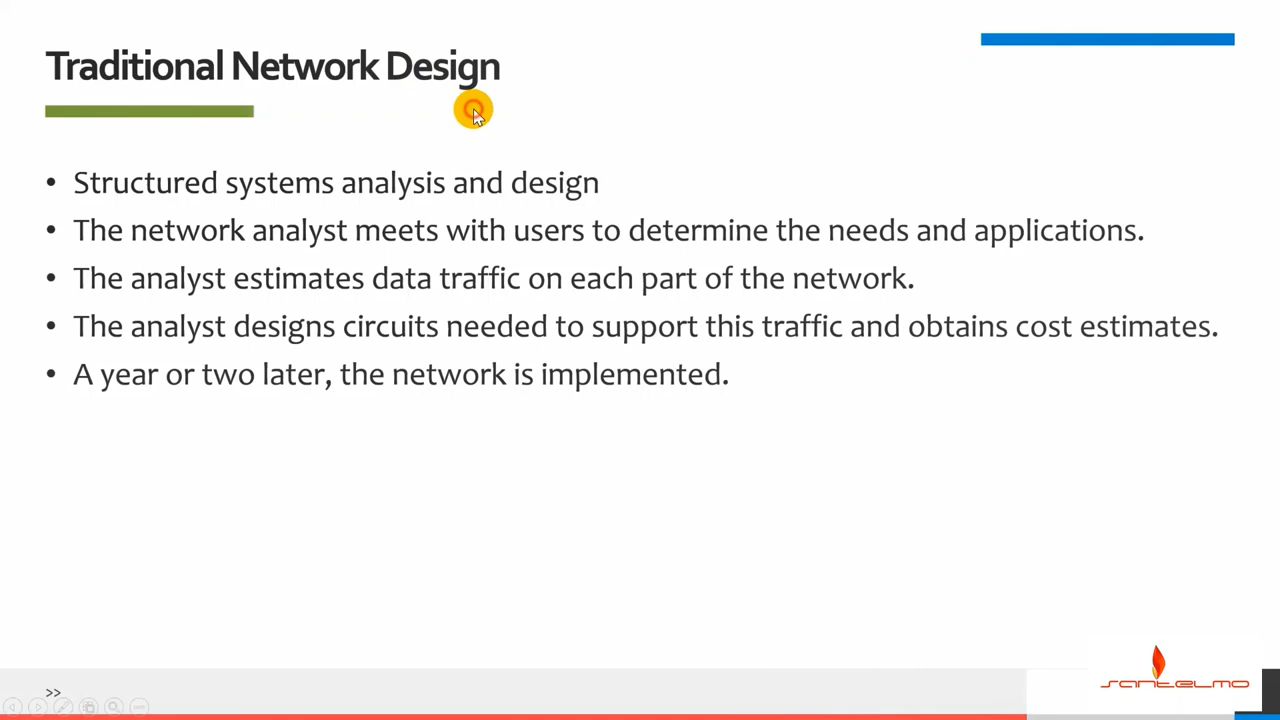 Traditional Network Design
• Structured systems analysis and design
• The network analyst meets with users to determine the needs and applications.
• The analyst estimates data traffic on each part of the network.
• The analyst designs circuits needed to support this traffic and obtains cost estimates.
• A year or two later, the network is implemented.
>>
santelmo